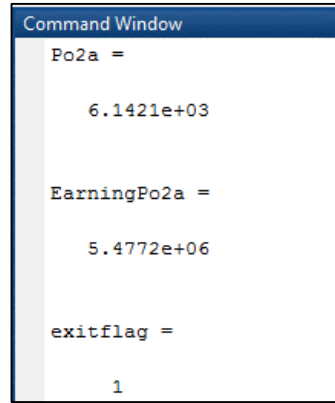 Command Window
Po2a =
6.1421e+03
EarningPo2a =
5.4772e+06
exitflag =
1